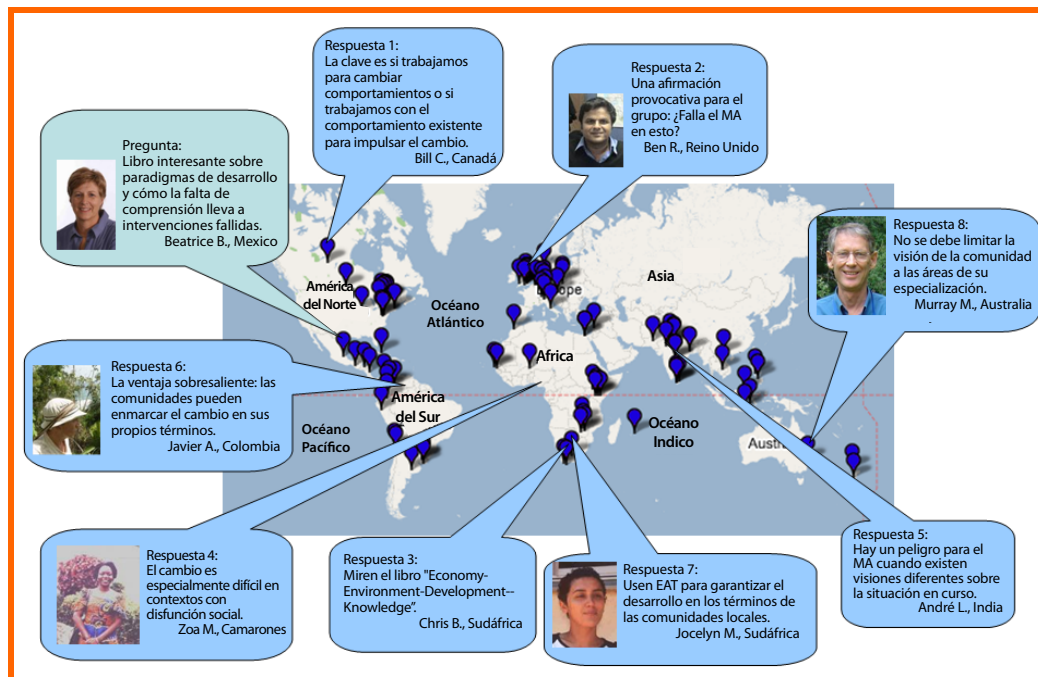 Respuesta 1:
La clave es si trabajamos
para cambiar
comportamientos o si
trabajamos con el
comportamiento existente
para impulsar el cambio.
Bill C., Canadá
Respuesta 2:
Una afirmación
provocativa para el
grupo: ¿Falla el MA
en esto?
Ben R., Reino Unido
Pregunta:
Libro interesante sobre
paradigmas de desarrollo
y cómo la falta de
comprensión lleva a
intervenciones fallidas.
Beatrice B., Mexico
Respuesta 8:
No se debe limitar la
visión de la comunidad
a las áreas de su
especialización.
Murray M., Australia
.
América
del Norte
Océano
Atlántico
Europe
Asia
Africa
América
del Sur
Océano
Pacífico
Océano
Indico
Respuesta 6:
La ventaja sobresaliente: las
comunidades pueden
enmarcar el cambio en sus
propios términos.
Javier A., Colombia
Respuesta 4:
El cambio es
especialmente difícil en
contextos con
disfunción social.
Zoa M., Camarones
Respuesta 3:
Miren el libro "Economy-
Environment-Development--
Knowledge”.
Chris B., Sudáfrica
Respuesta 7:
Usen EAT para garantizar el
desarrollo en los términos de
las comunidades locales.
Jocelyn M., Sudáfrica
Respuesta 5:
Hay un peligro para el
MA cuando existen
visiones diferentes sobre
la situación en curso.
André L., India